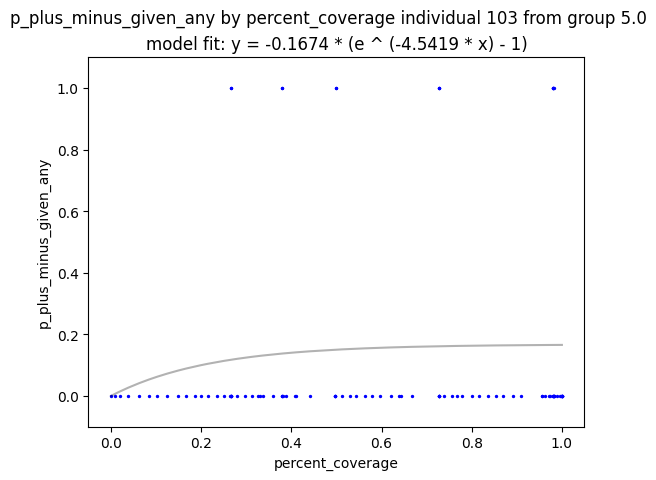 p_plus_minus_given_any by percent_coverage individual 103 from group 5.0
model fit: y = -0.1674 * (e ^ (-4.5419 * x) - 1)
1.0
0.8
0.6
0.4
0.2
0.0
p_plus_minus_given_any
0.0 0.2 0.4 0.6 0.8 1.0
percent_coverage